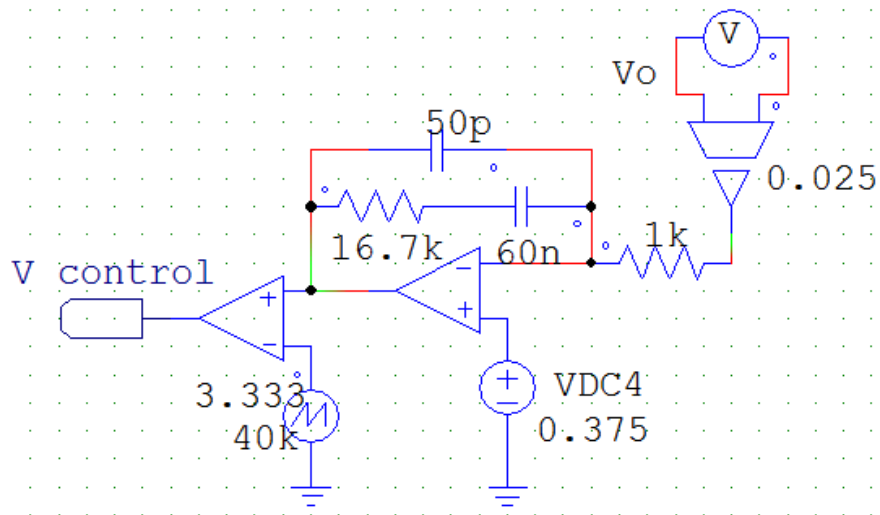 V
Vo
50p
0.025
16.7k
60n
1k
V control
3.333
40k
VDC4
0.375